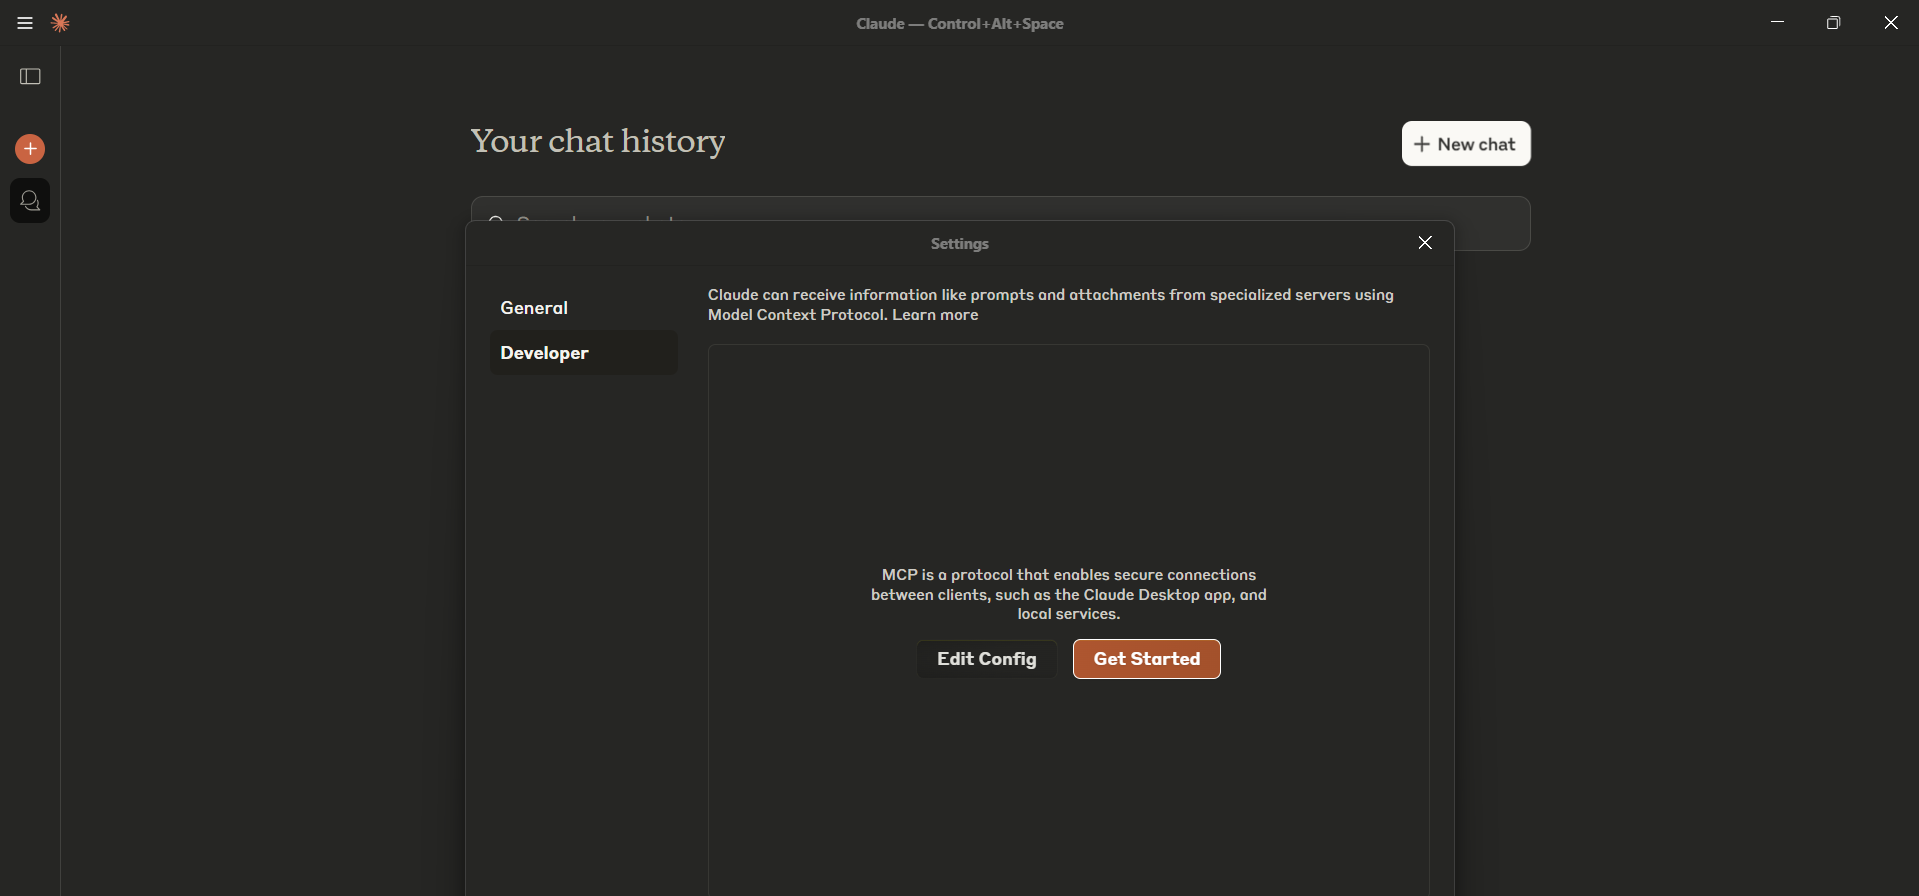 Claude — Control+Alt+Space
Your chat history
+ New chat
Settings
General
Developer
Claude can receive information like prompts and attachments from specialized servers using
Model Context Protocol. Learn more
MCP is a protocol that enables secure connections
between clients, such as the Claude Desktop app, and
local services.
Edit Config
Get Started